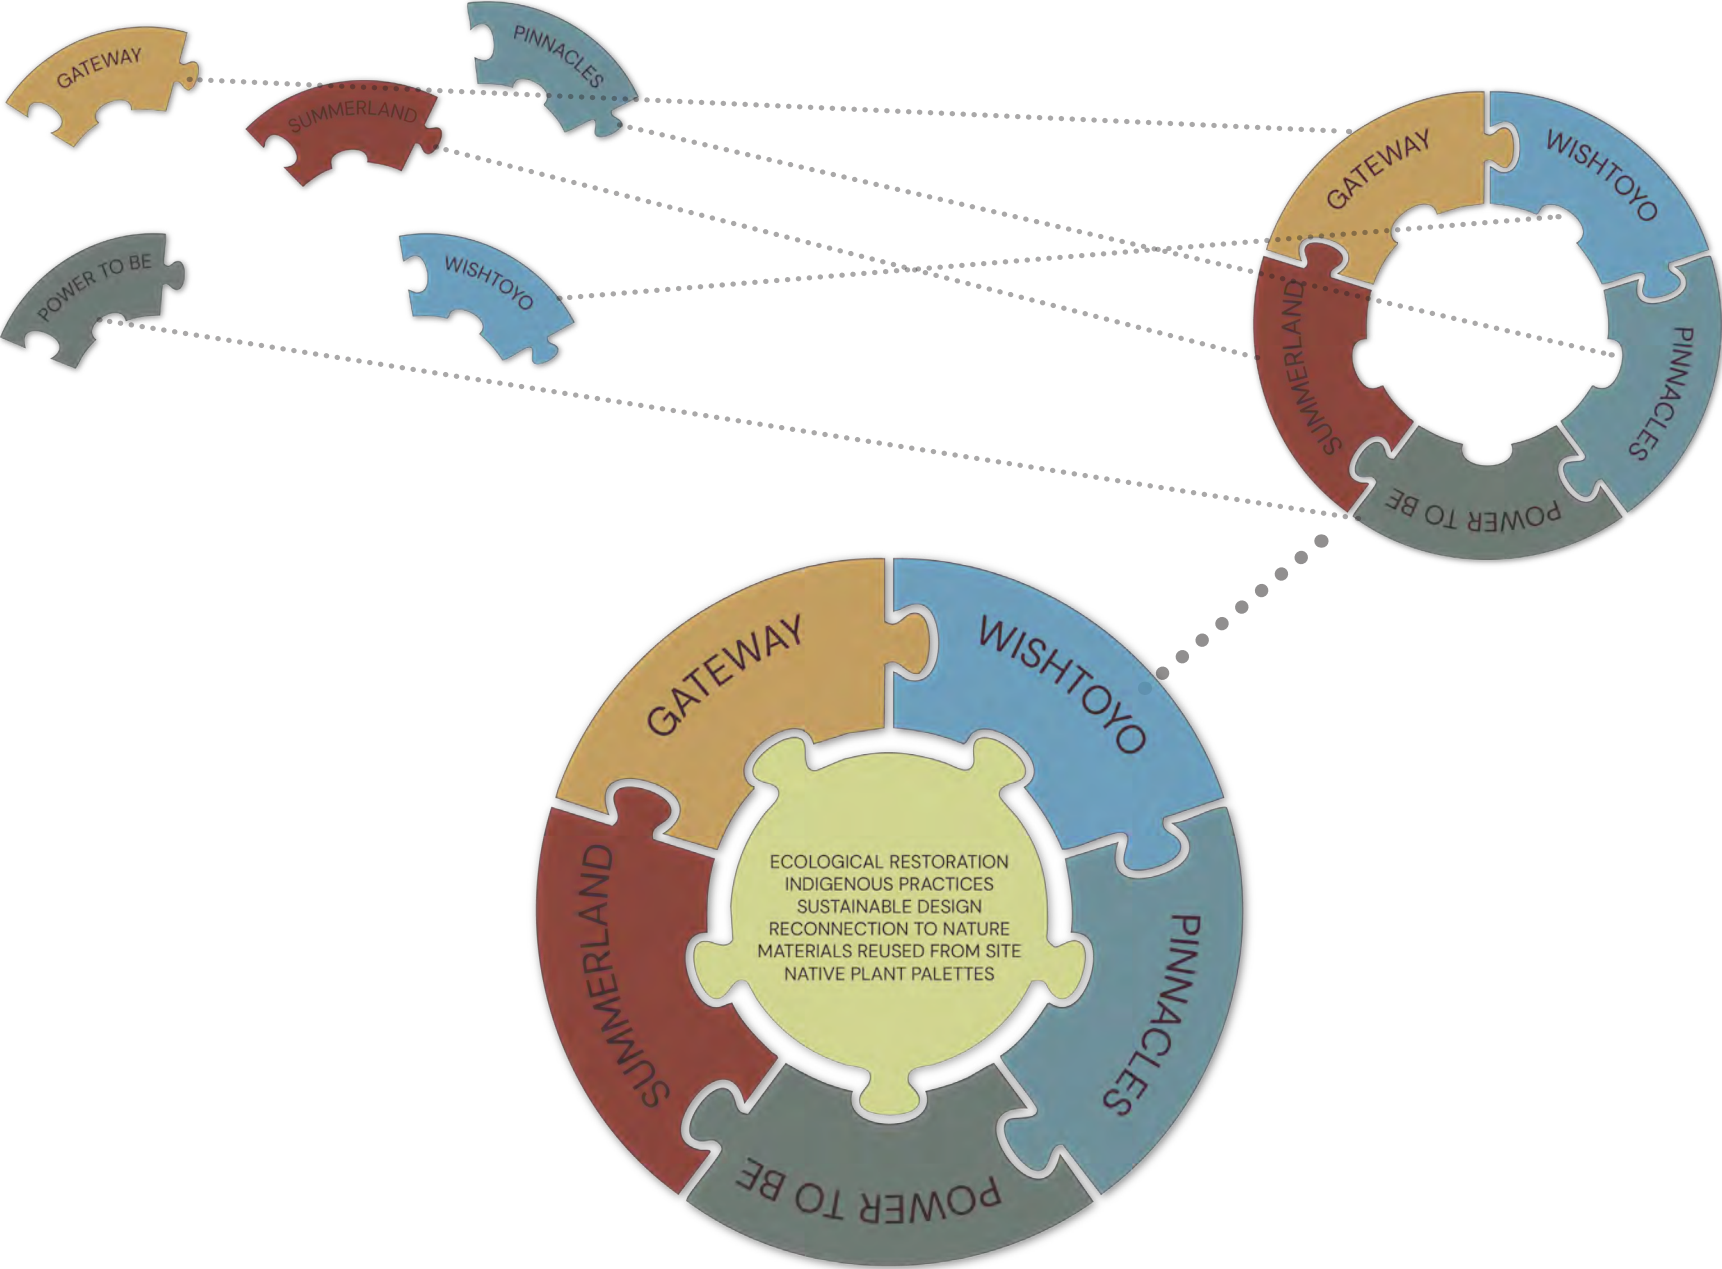 GATEWAY
SUMMERLAND
PINNACLES
POWER TO BE
WISHTOYO
GATEWAY
WISHTOYO
SUMMERLAND
PINNACLES
POWER TO BE
GATEWAY
WISHTOYO
SUMMERLAND
ECOLOGICAL RESTORATION
INDIGENOUS PRACTICES
SUSTAINABLE DESIGN
RECONNECTION TO NATURE
MATERIALS REUSED FROM SITE
NATIVE PLANT PALETTES
PINNACLES
POWER TO BE